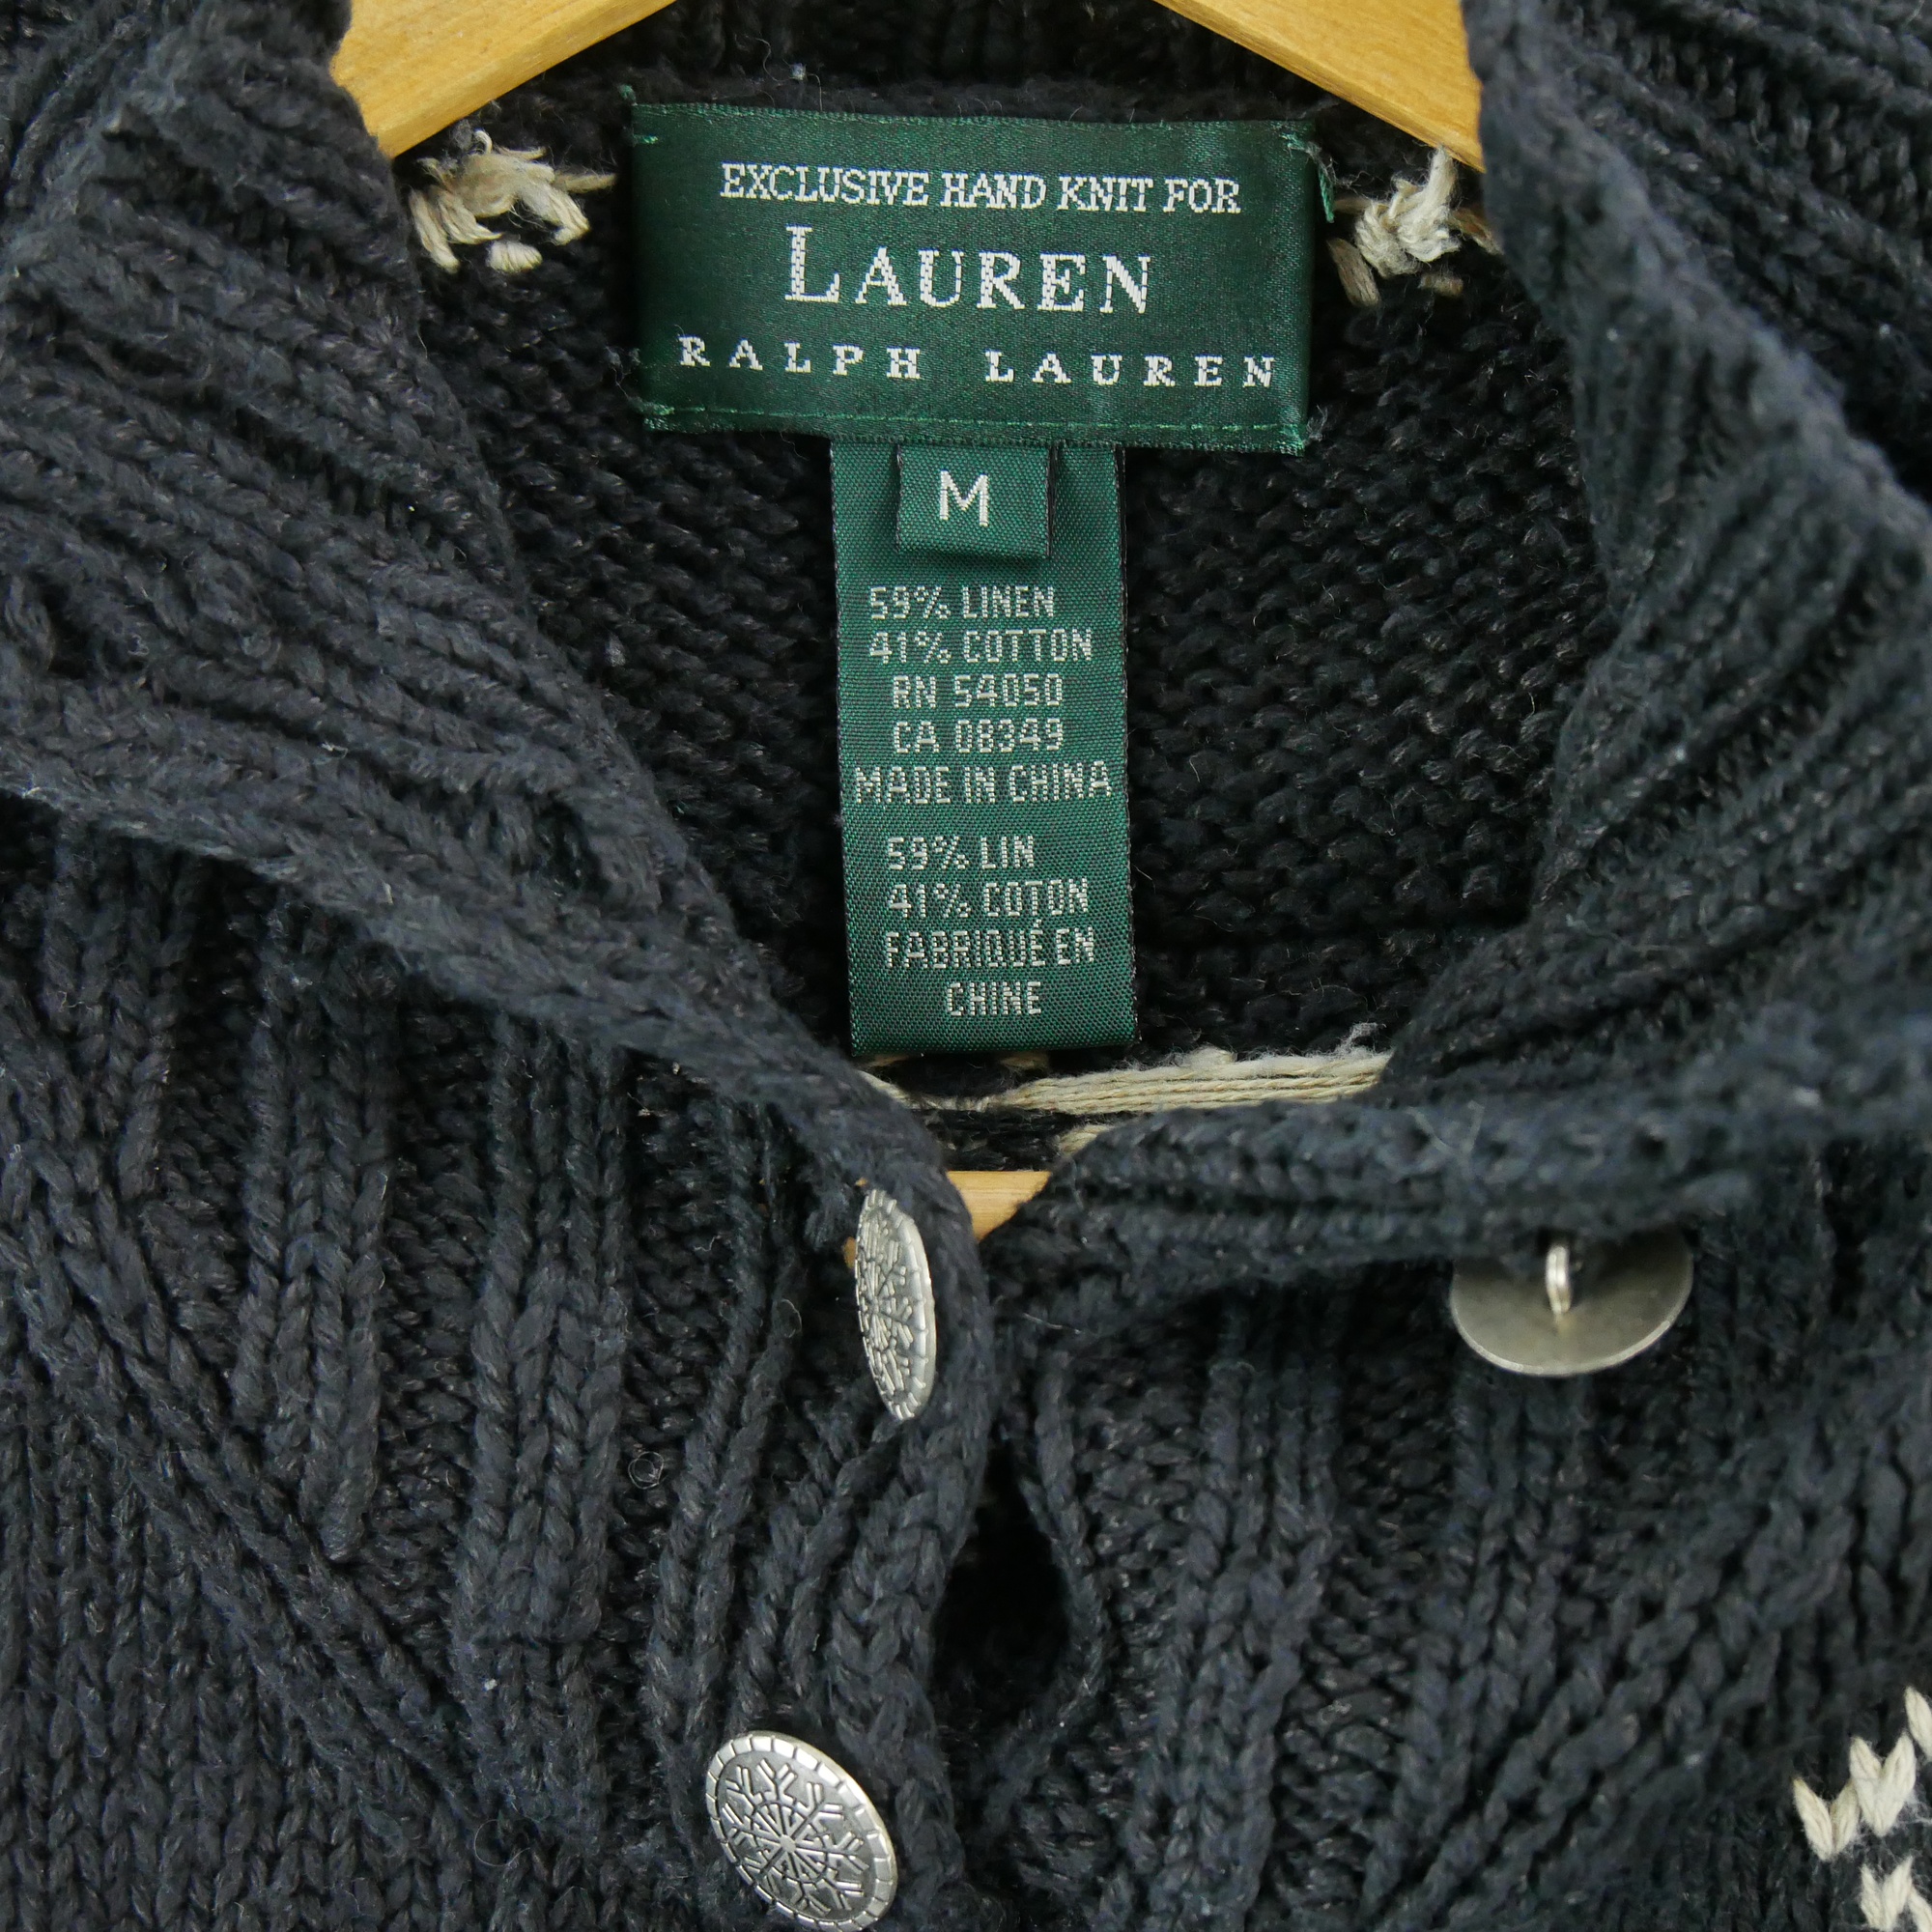 EXCLUSIVE HAND KNIT FOR
LAUREN
RALPH LAUREN
M
59% LINEN
41% COTTON
RN 54050
CA 08349
MADE IN CHINA
59% LIN
41% COTON
FABRIQUÉ EN
CHINE